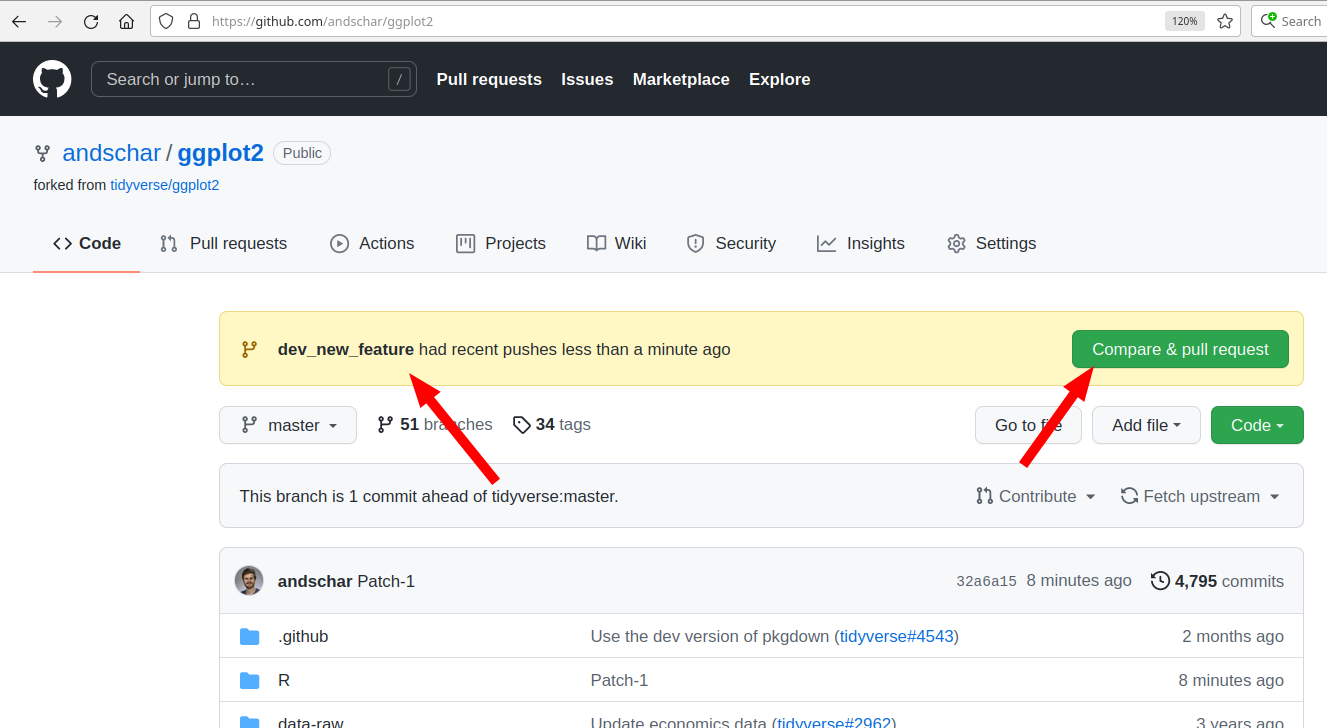 https://github.com/andschar/ggplot2 120% Search
Search or jump to… / Pull requests Issues Marketplace Explore
andschar / ggplot2 Public
forked from tidyverse/ggplot2
Code Pull requests Actions Projects Wiki Security Insights Settings
dev_new_feature had recent pushes less than a minute ago Compare & pull request
master 51 branches 34 tags Go to file Add file Code
This branch is 1 commit ahead of tidyverse:master. Contribute Fetch upstream
andschar Patch-1 32a6a15 8 minutes ago 4,795 commits
.github Use the dev version of pkgdown (tidyverse#4543) 2 months ago
R Patch-1 8 minutes ago
data-raw Update economics data (tidyverse#2962) 3 years ago